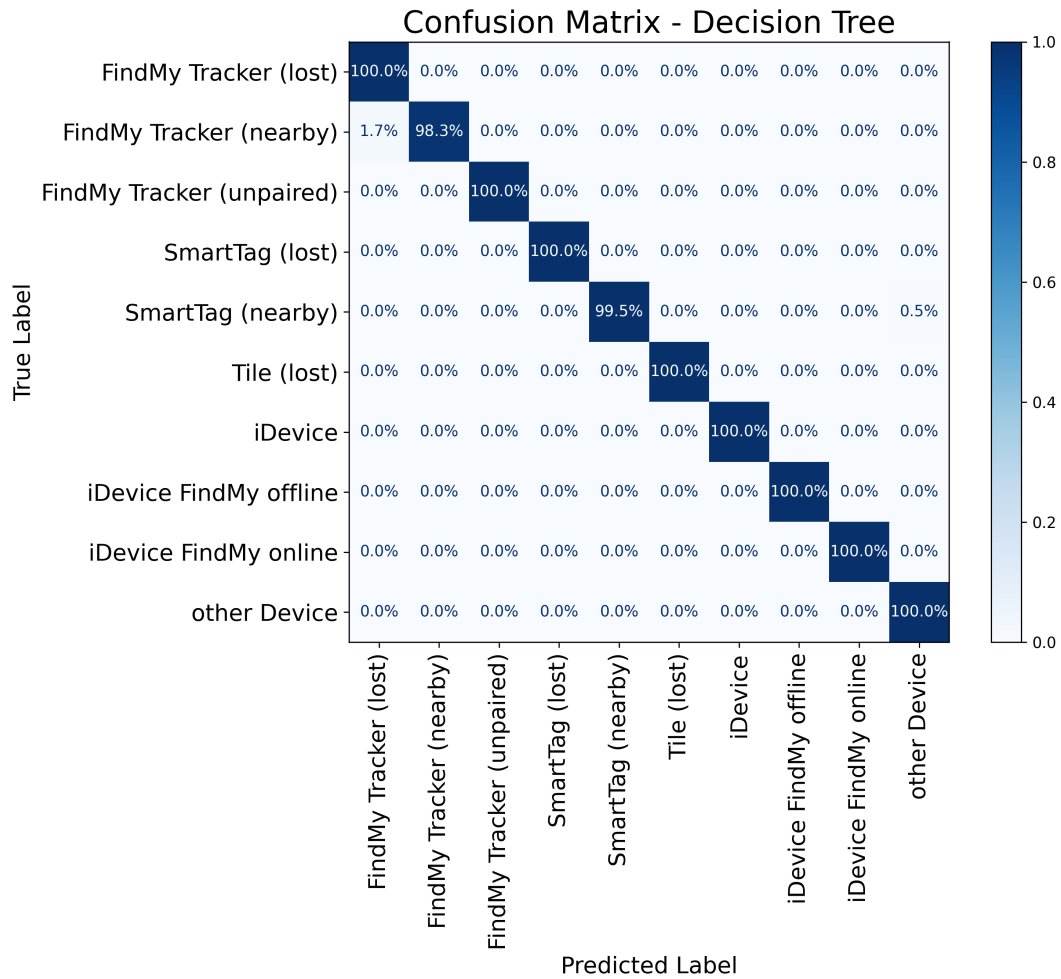 Confusion Matrix - Decision Tree
True Label
FindMy Tracker (lost) 100.0% 0.0% 0.0% 0.0% 0.0% 0.0% 0.0% 0.0% 0.0% 0.0%
FindMy Tracker (nearby) 1.7% 98.3% 0.0% 0.0% 0.0% 0.0% 0.0% 0.0% 0.0% 0.0%
FindMy Tracker (unpaired) 0.0% 0.0% 100.0% 0.0% 0.0% 0.0% 0.0% 0.0% 0.0% 0.0%
SmartTag (lost) 0.0% 0.0% 0.0% 100.0% 0.0% 0.0% 0.0% 0.0% 0.0% 0.0%
SmartTag (nearby) 0.0% 0.0% 0.0% 0.0% 99.5% 0.0% 0.0% 0.0% 0.0% 0.5%
Tile (lost) 0.0% 0.0% 0.0% 0.0% 0.0% 100.0% 0.0% 0.0% 0.0% 0.0%
iDevice 0.0% 0.0% 0.0% 0.0% 0.0% 0.0% 100.0% 0.0% 0.0% 0.0%
iDevice FindMy offline 0.0% 0.0% 0.0% 0.0% 0.0% 0.0% 0.0% 100.0% 0.0% 0.0%
iDevice FindMy online 0.0% 0.0% 0.0% 0.0% 0.0% 0.0% 0.0% 0.0% 100.0% 0.0%
other Device 0.0% 0.0% 0.0% 0.0% 0.0% 0.0% 0.0% 0.0% 0.0% 100.0%
FindMy Tracker (lost)
FindMy Tracker (nearby)
FindMy Tracker (unpaired)
SmartTag (lost)
SmartTag (nearby)
Tile (lost)
iDevice
iDevice FindMy offline
iDevice FindMy online
other Device
Predicted Label
1.0
0.8
0.6
0.4
0.2
0.0